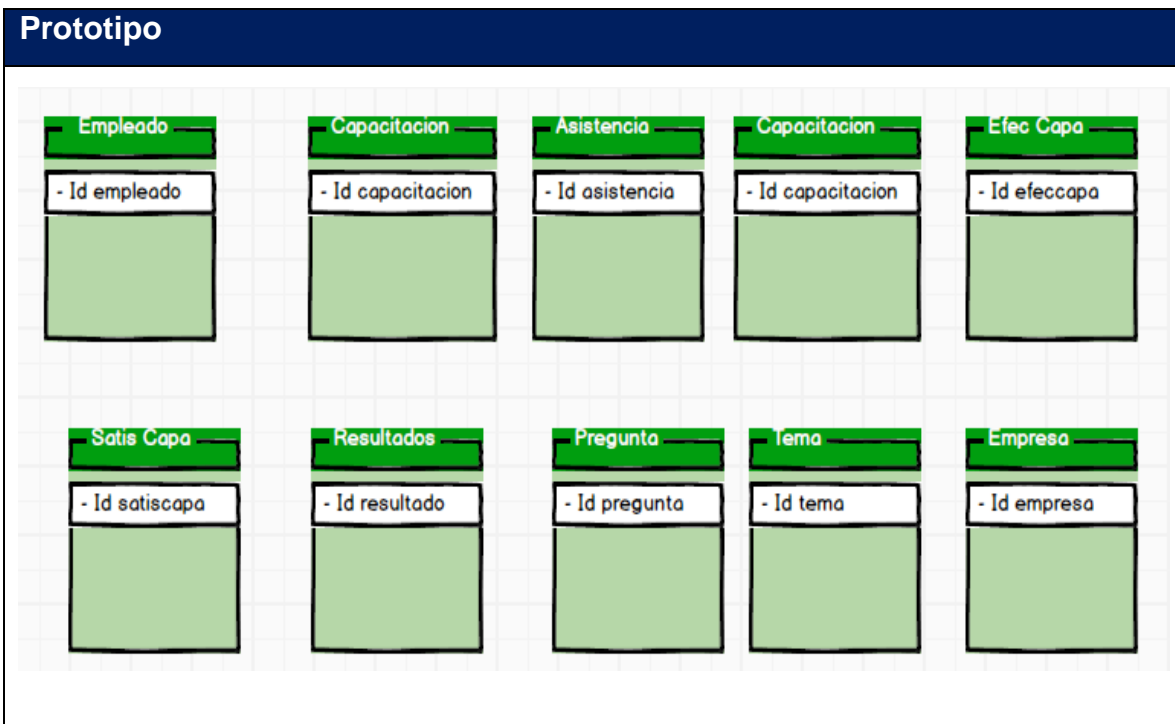 Prototipo
Empleado
- Id empleado
Capacitacion
- Id capacitacion
Asistencia
- Id asistencia
Capacitacion
- Id capacitacion
Efec Capa
- Id efeccapa
Satis Capa
- Id satiscapa
Resultados
- Id resultado
Pregunta
- Id pregunta
Tema
- Id tema
Empresa
- Id empresa